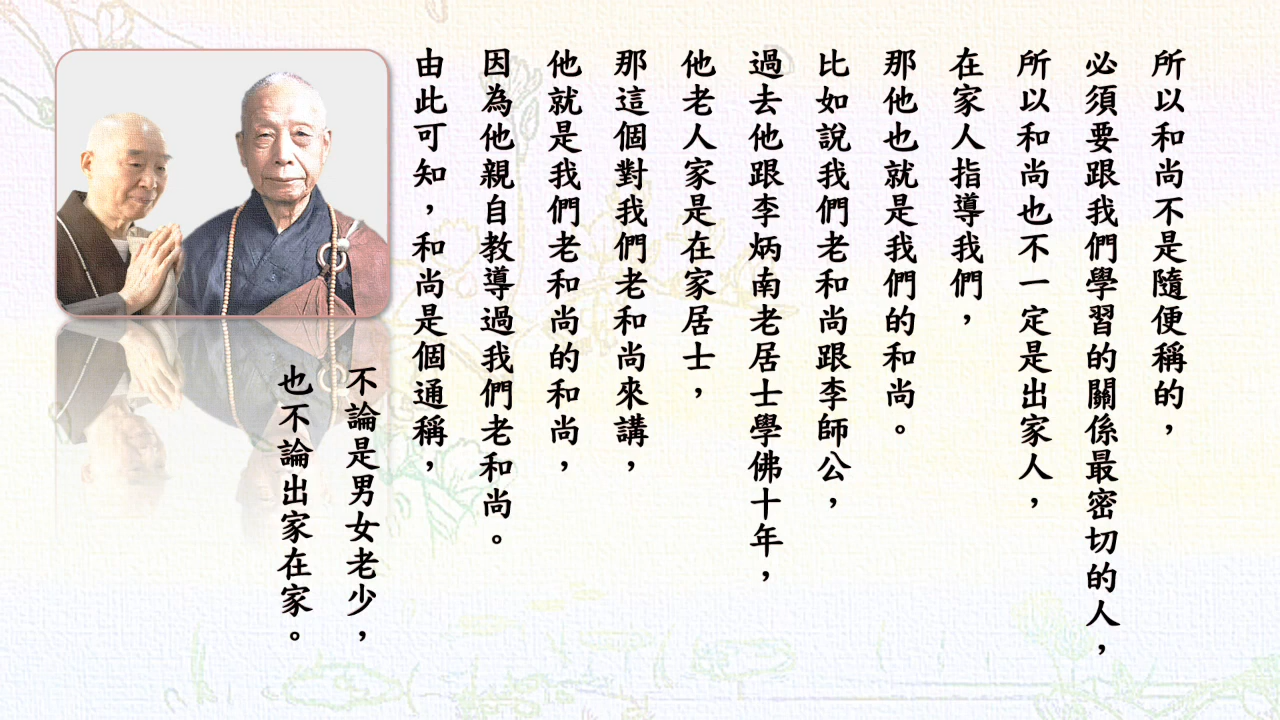 所以和尚不是隨便稱的，
必須要跟我們學習的關係最密切的人，
所以和尚也不一定是出家人，
在家人指導我們，
那他也就是我們的和尚。
比如說我們老和尚跟李師公，
過去他跟李炳南老居士學佛十年，
他老人家是在家居士，
那這個對我們老和尚來講，
他就是我們老和尚的和尚，
因為他親自教導過我們老和尚。
由此可知，和尚是個通稱，
不論是男女老少，
也不論出家在家。